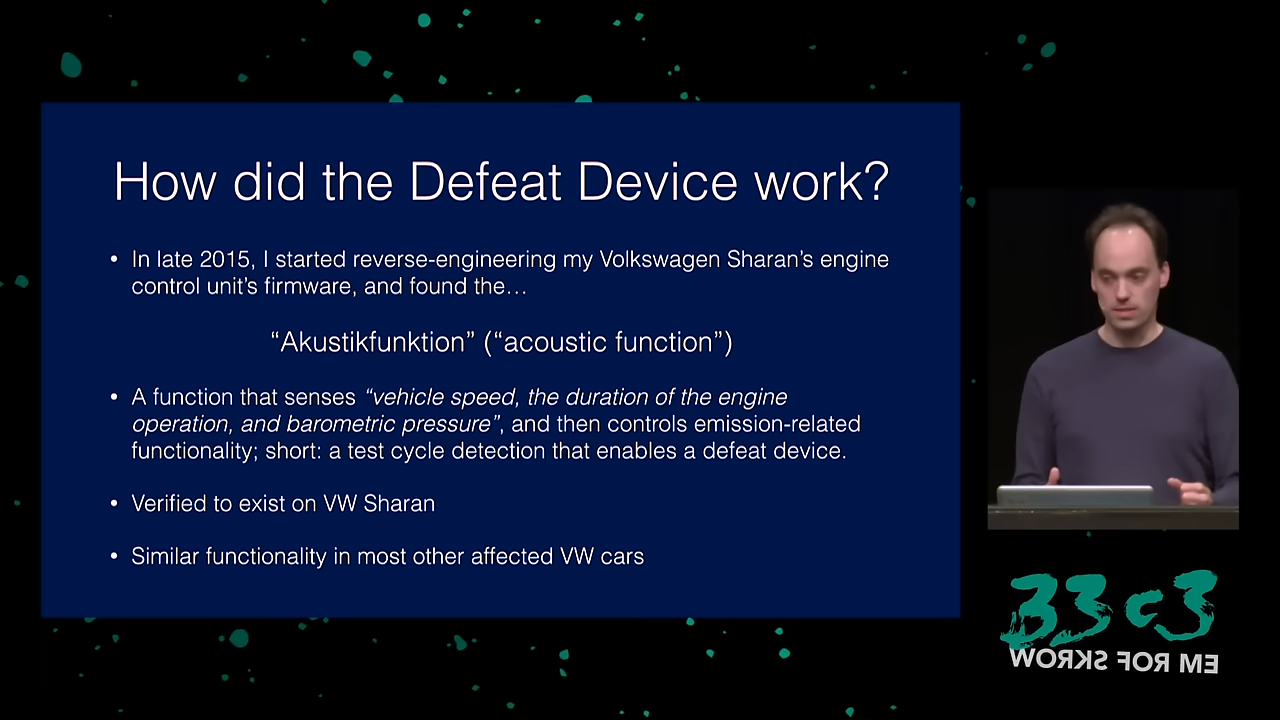 How did the Defeat Device work?
• In late 2015, I started reverse-engineering my Volkswagen Sharan’s engine
control unit’s firmware, and found the…
“Akustikfunktion” (“acoustic function”)
• A function that senses “vehicle speed, the duration of the engine
operation, and barometric pressure”, and then controls emission-related
functionality; short: a test cycle detection that enables a defeat device.
• Verified to exist on VW Sharan
• Similar functionality in most other affected VW cars
33c3
WORKS FOR ME